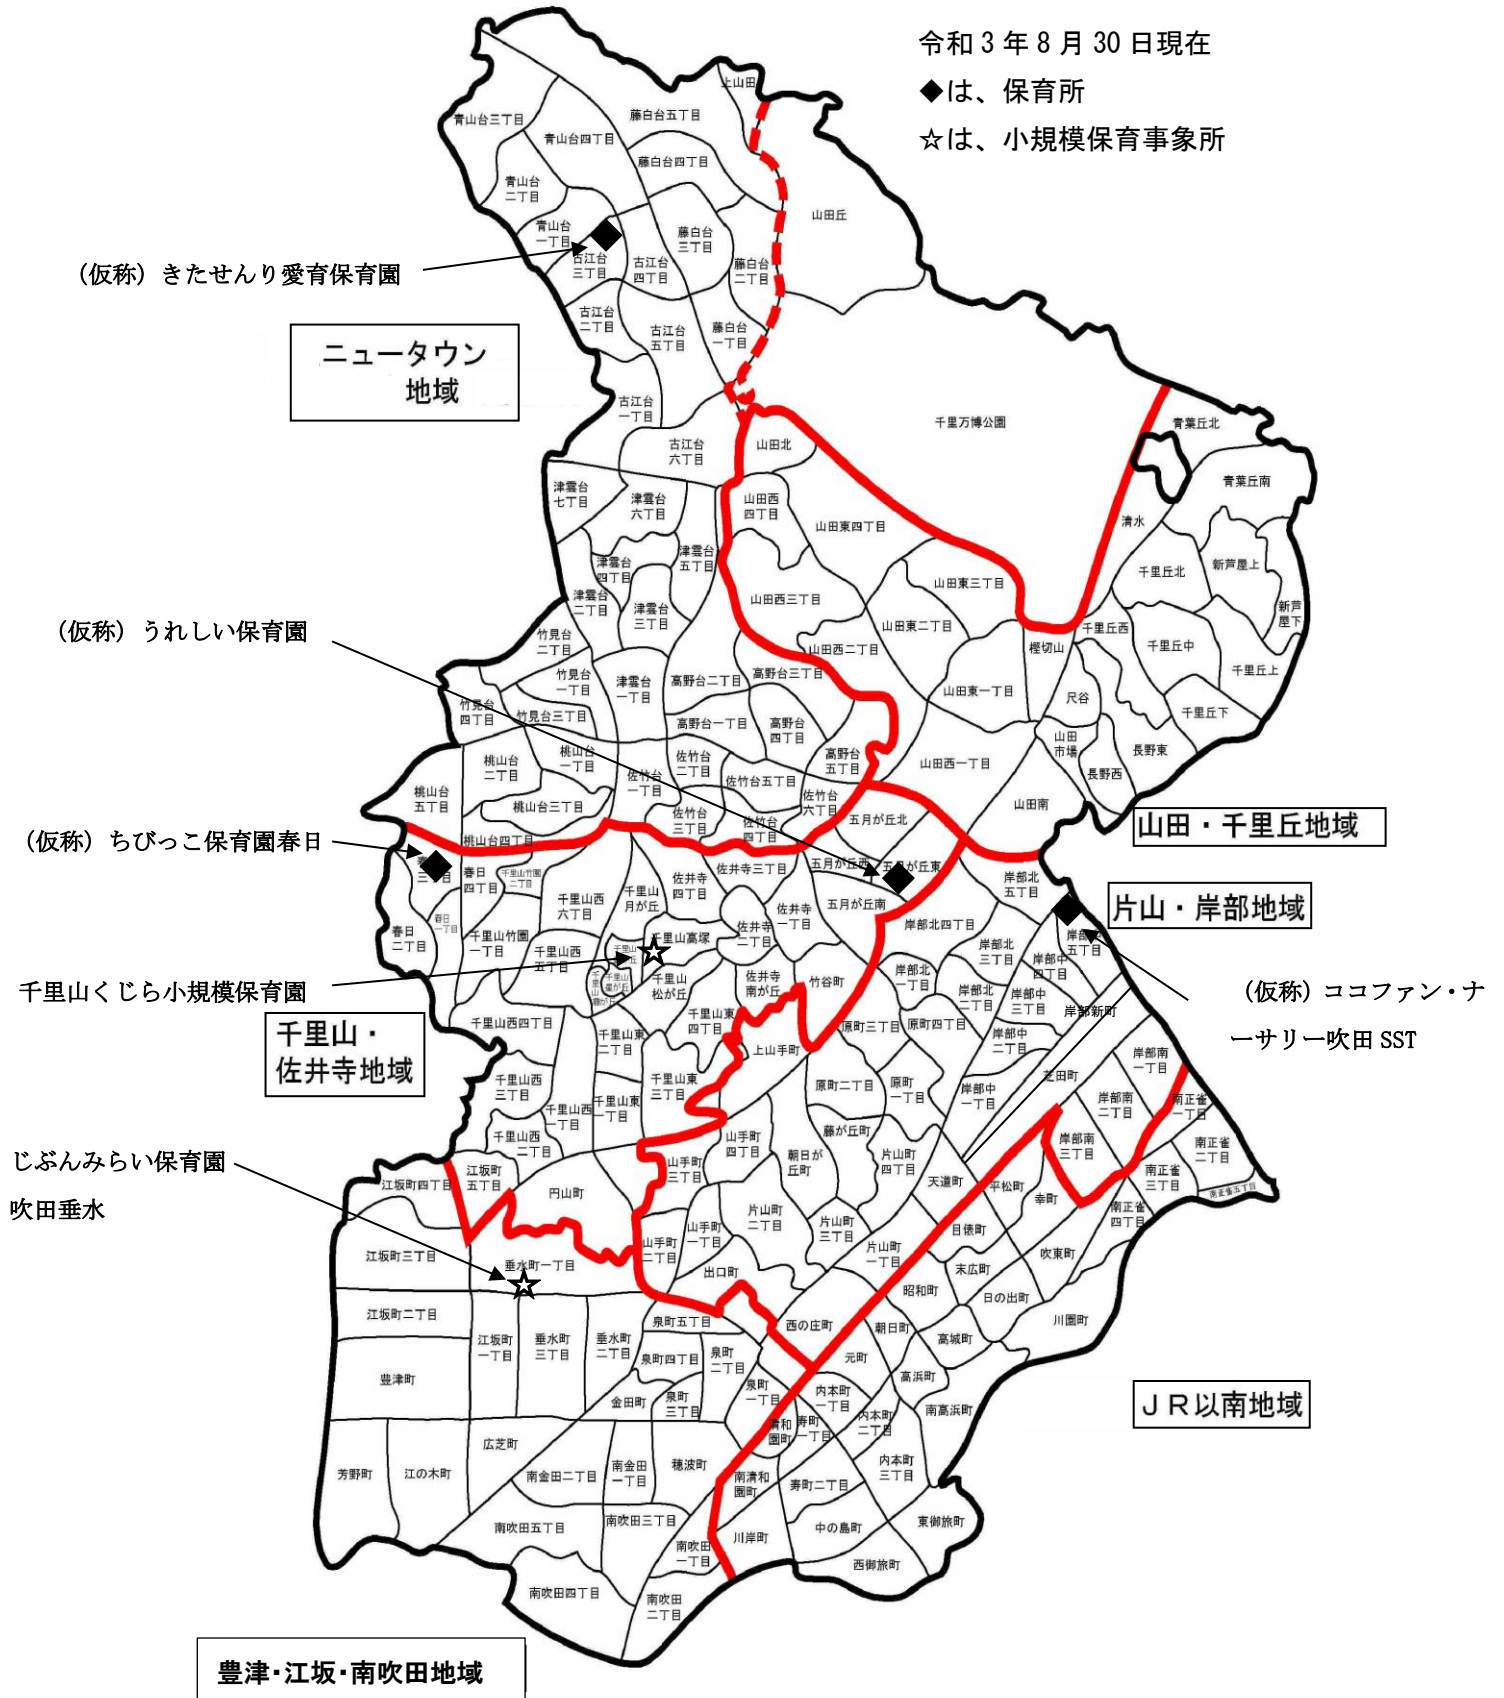 令和3年8月30日現在
◆は、保育所
☆は、小規模保育事象所
上山田
青山台三丁目
藤白台五丁目
青山台四丁目
藤白台四丁目
青山台
二丁目
山田丘
青山台
一丁目
藤白台
三丁目
(仮称)きたせんり愛育保育園
古江台
三丁目
古江台
四丁目
藤白台
二丁目
古江台
二丁目
古江台
五丁目
藤白台
一丁目
ニュータウン
地域
古江台
一丁目
千里万博公園
青葉丘北
古江台
六丁目
山田北
青葉丘南
津雲台
七丁目
津雲台
六丁目
山田西
四丁目
山田東四丁目
清水
津雲台
五丁目
津雲台
四丁目
千里丘北
新芦屋上
山田東三丁目
津雲台
二丁目
津雲台
三丁目
山田西三丁目
新芦
屋下
(仮称)うれしい保育園
竹見台
二丁目
山田東二丁目
千里丘西
山田西二丁目
樫切山
千里丘中
竹見台
一丁目
津雲台
一丁目
高野台二丁目
高野台三丁目
千里丘上
山田東一丁目
尺谷
竹見台
四丁目
竹見台三丁目
高野台一丁目
高野台
四丁目
千里丘下
山田
市場
長野東
桃山台
二丁目
桃山台
一丁目
佐竹台
二丁目
高野台
五丁目
山田西一丁目
長野西
佐竹台
一丁目
佐竹台五丁目
桃山台
五丁目
桃山台三丁目
佐竹台
六丁目
山田南
佐竹台
三丁目
佐竹台
四丁目
五月が丘北
山田・千里丘地域
(仮称)ちびっこ保育園春日
桃山台四丁目
春日
三丁目
春日
四丁目
千里山竹園
二丁目
佐井寺三丁目
五月が丘西
五月が丘東
岸部北
五丁目
千里山西
六丁目
千里山
月が丘
佐井寺
四丁目
五月が丘南
片山・岸部地域
春日
一丁目
春日
二丁目
千里山竹園
一丁目
千里山高塚
佐井寺
二丁目
佐井寺
一丁目
岸部北四丁目
岸部中
五丁目
千里山西
五丁目
岸部北
三丁目
岸部中
四丁目
千里山くじら小規模保育園
千里山
星が丘
千里山
松が丘
佐井寺
南が丘
竹谷町
岸部北
一丁目
岸部北
二丁目
岸部中
三丁目
(仮称)ココファン・ナ
ーサリー吹田SST
千里山・
佐井寺地域
千里山西四丁目
千里山東
二丁目
千里山東
四丁目
原町三丁目
原町四丁目
岸部新町
岸部中
二丁目
上山手町
岸部南
一丁目
千里山西
三丁目
千里山東
三丁目
原町二丁目
原町
一丁目
岸部中
一丁目
芝田町
千里山西
一丁目
千里山東
一丁目
岸部南
二丁目
南正雀
一丁目
千里山西
二丁目
山手町
四丁目
藤が丘町
岸部南
三丁目
南正雀
二丁目
じぶんみらい保育園
吹田垂水
江坂町
五丁目
江坂町四丁目
円山町
山手町
三丁目
朝日が
丘町
片山町
四丁目
天道町
平松町
幸町
南正雀
三丁目
南正雀五丁目
南正雀
四丁目
山手町
一丁目
片山町
二丁目
片山町
三丁目
目俵町
江坂町三丁目
垂水町一丁目
山手町
二丁目
片山町
一丁目
吹東町
出口町
末広町
昭和町
日の出町
江坂町二丁目
江坂町
一丁目
垂水町
三丁目
垂水町
二丁目
泉町五丁目
西の庄町
朝日町
高城町
川園町
豊津町
泉町四丁目
泉町
二丁目
元町
高浜町
金田町
泉町
三丁目
泉町
一丁目
内本町
一丁目
ＪＲ以南地域
内本町
二丁目
南高浜町
広芝町
清和
園町
寿町
一丁目
芳野町
江の木町
南金田二丁目
南金田
一丁目
穂波町
南清和
園町
寿町二丁目
内本町
三丁目
南吹田五丁目
南吹田三丁目
川岸町
中の島町
東御旅町
南吹田
一丁目
西御旅町
南吹田四丁目
南吹田
二丁目
豊津・江坂・南吹田地域